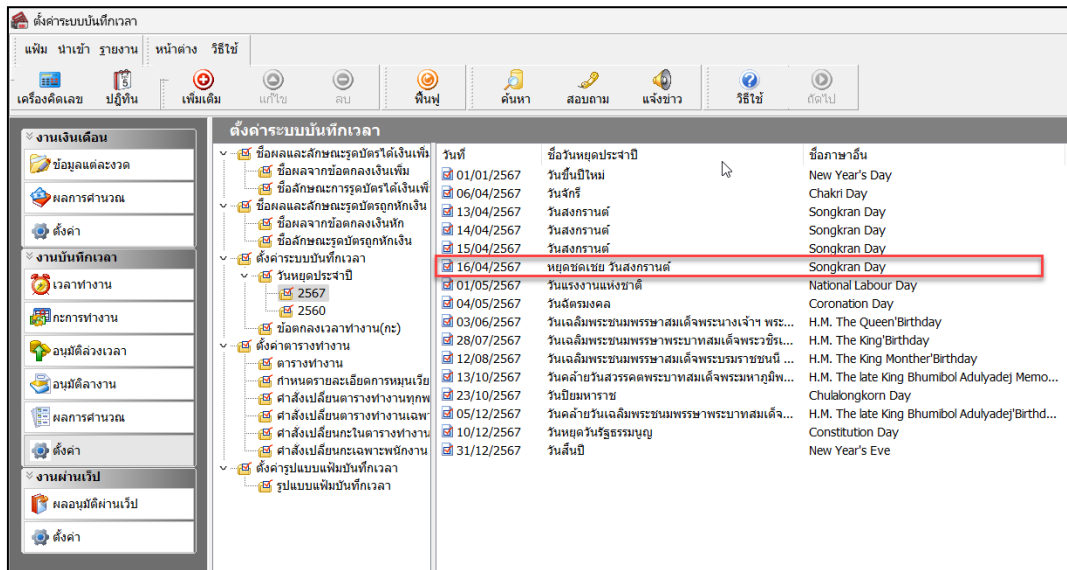 ตั้งค่าระบบบันทึกเวลา
แฟ้ม นำเข้า รายงาน หน้าต่าง วิธีใช้
เครื่องคิดเลข ปฏิทิน เพิ่มเติม แก้ไข ลบ ฟื้นฟู ค้นหา สอบถาม แจ้งข่าว วิธีใช้ ถัดไป
งานเงินเดือน
ข้อมูลแต่ละงวด
ผลการคำนวณ
ตั้งค่า
งานบันทึกเวลา
เวลาทำงาน
กะการทำงาน
อนุมัติล่วงเวลา
อนุมัติลางาน
ผลการคำนวณ
ตั้งค่า
งานผ่านเว็ป
ผลอนุมัติผ่านเว็ป
ตั้งค่า
ตั้งค่าระบบบันทึกเวลา
ชื่อผลและลักษณะรูดบัตรได้เงินเพิ่ม
ชื่อผลจากข้อตกลงเงินเพิ่ม
ชื่อลักษณะการรูดบัตรได้เงินเพิ่
ชื่อผลและลักษณะรูดบัตรถูกหักเงิน
ชื่อผลจากข้อตกลงเงินหัก
ชื่อลักษณะรูดบัตรถูกหักเงิน
ตั้งค่าระบบบันทึกเวลา
วันหยุดประจำปี
2567
2560
ข้อตกลงเวลาทำงาน(กะ)
ตั้งค่าตารางทำงาน
ตารางทำงาน
กำหนดรายละเอียดการหมุนเวีย
คำสั่งเปลี่ยนตารางทำงานทุกพ
คำสั่งเปลี่ยนตารางทำงานเฉพา
คำสั่งเปลี่ยนกะในตารางทำงาน
คำสั่งเปลี่ยนกะเฉพาะพนักงาน
ตั้งค่ารูปแบบแฟ้มบันทึกเวลา
รูปแบบแฟ้มบันทึกเวลา
วันที่ ชื่อวันหยุดประจำปี ชื่อภาษาอื่น
01/01/2567 วันขึ้นปีใหม่ New Year's Day
06/04/2567 วันจักรี Chakri Day
13/04/2567 วันสงกรานต์ Songkran Day
14/04/2567 วันสงกรานต์ Songkran Day
15/04/2567 วันสงกรานต์ Songkran Day
16/04/2567 หยุดชดเชย วันสงกรานต์ Songkran Day
01/05/2567 วันแรงงานแห่งชาติ National Labour Day
04/05/2567 วันฉัตรมงคล Coronation Day
03/06/2567 วันเฉลิมพระชนมพรรษาสมเด็จพระนางเจ้าฯ พระ... H.M. The Queen'Birthday
28/07/2567 วันเฉลิมพระชนมพรรษาพระบาทสมเด็จพระวชิรเ... H.M. The King'Birthday
12/08/2567 วันเฉลิมพระชนมพรรษาสมเด็จพระบรมราชชนนี ... H.M. The King Monther'Birthday
13/10/2567 วันคล้ายวันสวรรคตพระบาทสมเด็จพระมหาภูมิพ... H.M. The late King Bhumibol Adulyadej Memo...
23/10/2567 วันปิยมหาราช Chulalongkorn Day
05/12/2567 วันคล้ายวันเฉลิมพระชนมพรรษาพระบาทสมเด็จ... H.M. The late King Bhumibol Adulyadej'Birthd...
10/12/2567 วันหยุดวันรัฐธรรมนูญ Constitution Day
31/12/2567 วันสิ้นปี New Year's Eve